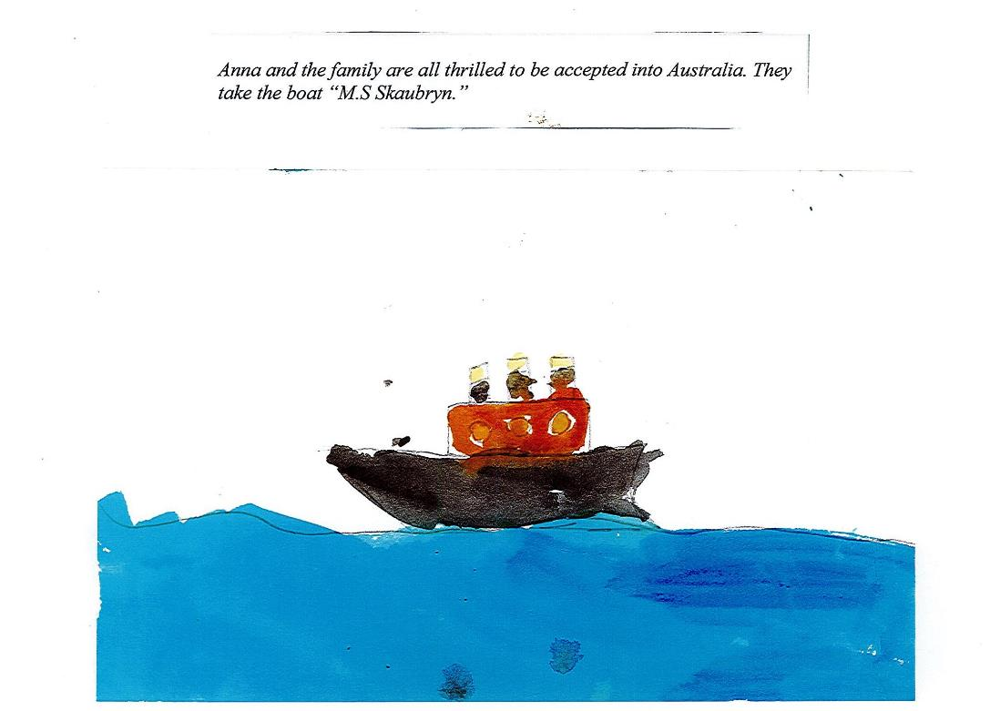 Anna and the family are all thrilled to be accepted into Australia. They
take the boat “M.S Skaubryn.”